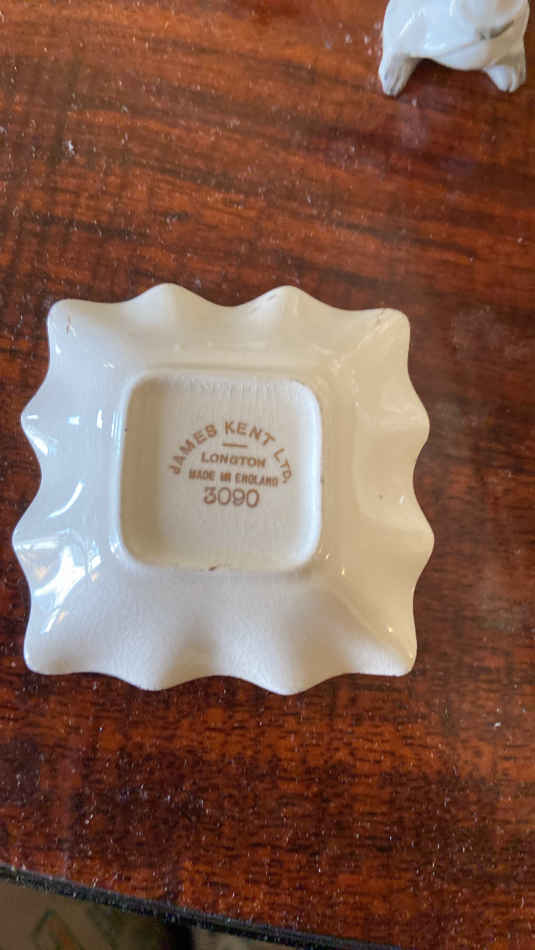 JAMES KENT LTD.
LONGTON
MADE IN ENGLAND
3090